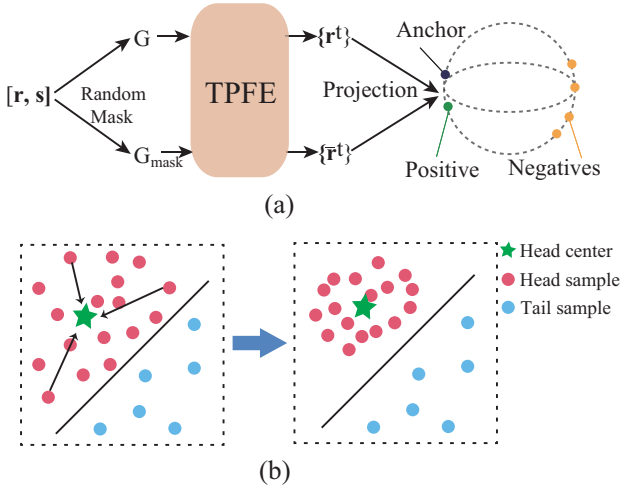 G
{r^t}
Anchor
[r, s]
Random
Mask
TPFE
Projection
G_mask
{r̄^t}
Positive
Negatives
(a)
Head center
Head sample
Tail sample
(b)